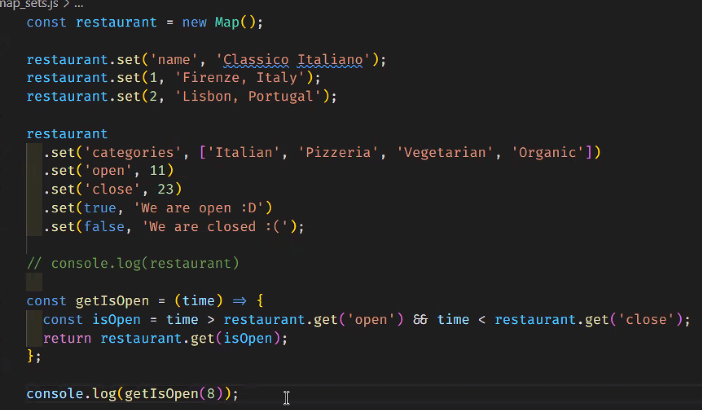 map_sets.js > ...
const restaurant = new Map();
restaurant.set('name', 'Classico Italiano');
restaurant.set(1, 'Firenze, Italy');
restaurant.set(2, 'Lisbon, Portugal');
restaurant
.set('categories', ['Italian', 'Pizzeria', 'Vegetarian', 'Organic'])
.set('open', 11)
.set('close', 23)
.set(true, 'We are open :D')
.set(false, 'We are closed :(');
// console.log(restaurant)
const getIsOpen = (time) => {
const isOpen = time > restaurant.get('open') && time < restaurant.get('close');
return restaurant.get(isOpen);
};
console.log(getIsOpen(8));